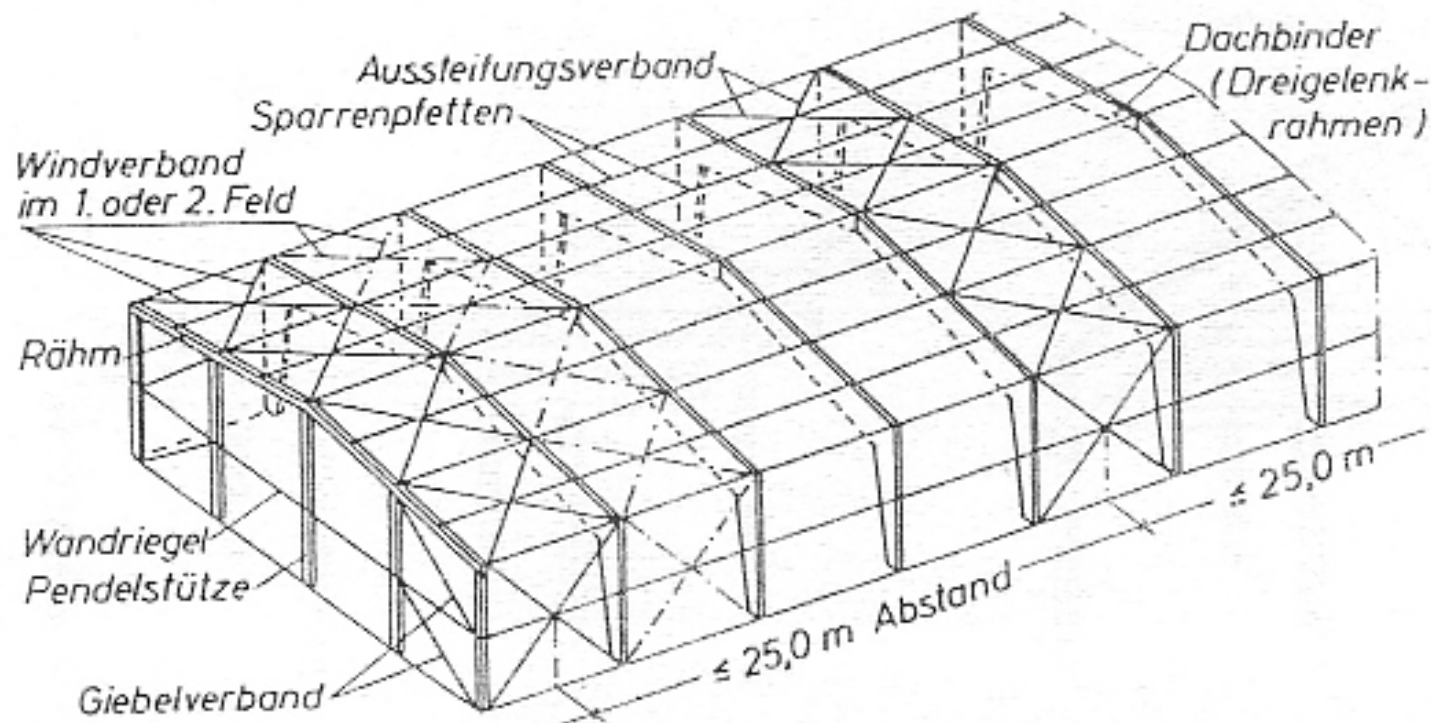 Aussteifungsverband
Sparrenpfetten
Dachbinder
(Dreigelenk-
rahmen)
Windverband
im 1. oder 2. Feld
Rähm
Wandriegel
Pendelstütze
Giebelverband
≤ 25,0 m Abstand
≤ 25,0 m